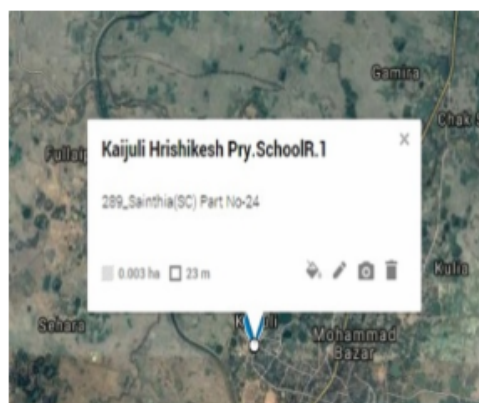 Gamira
Chak S
Kaijuli Hrishikesh Pry.SchoolR.1
×
289_Sainthia(SC) Part No-24
0.003 ha
23 m
Kulia
Sehara
Mohammad
Bazar